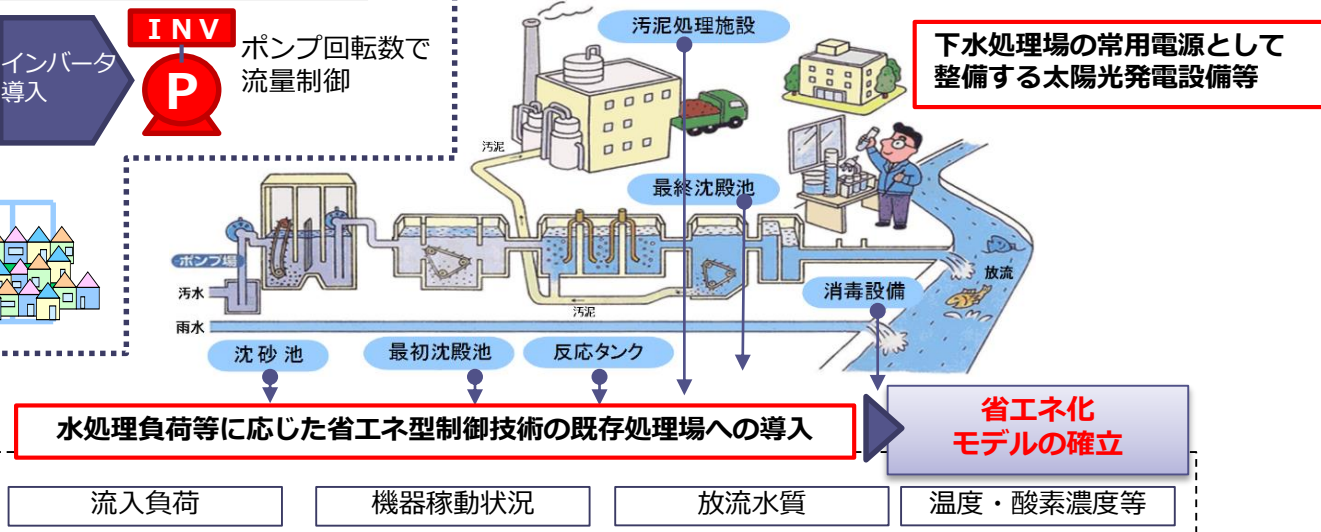 インバータ
導入
INV
P
ポンプ回転数で
流量制御
汚泥処理施設
下水処理場の常用電源として
整備する太陽光発電設備等
汚泥
最終沈殿池
ポンプ場
汚水
雨水
汚泥
消毒設備
放流
沈砂池
最初沈殿池
反応タンク
水処理負荷等に応じた省エネ型制御技術の既存処理場への導入
省エネ化
モデルの確立
流入負荷
機器稼動状況
放流水質
温度・酸素濃度等